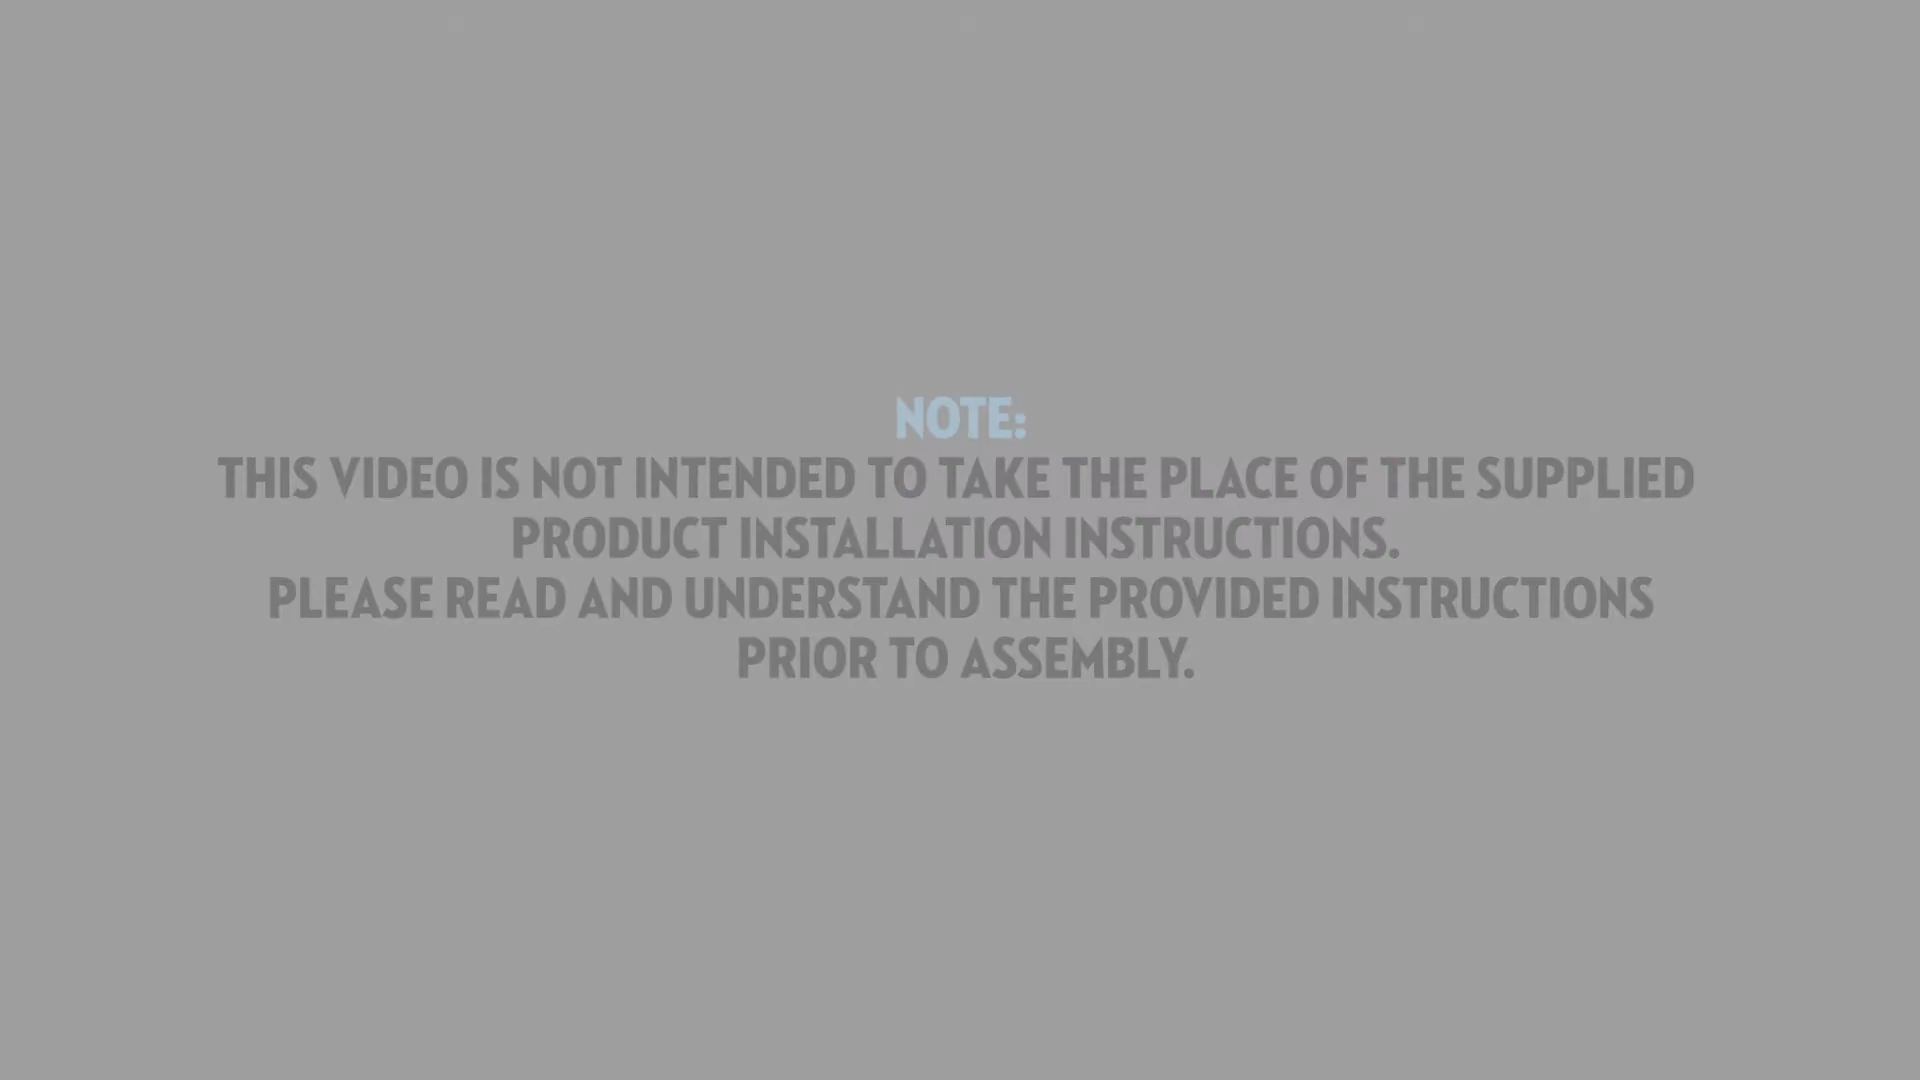 NOTE:
THIS VIDEO IS NOT INTENDED TO TAKE THE PLACE OF THE SUPPLIED
PRODUCT INSTALLATION INSTRUCTIONS.
PLEASE READ AND UNDERSTAND THE PROVIDED INSTRUCTIONS
PRIOR TO ASSEMBLY.